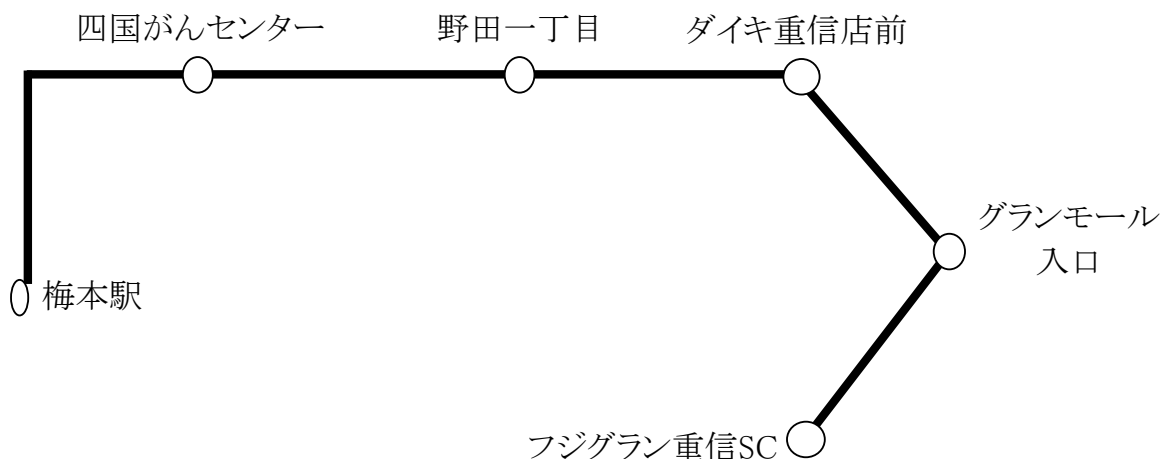 四国がんセンター
野田一丁目
ダイキ重信店前
グランモール
入口
梅本駅
フジグラン重信SC